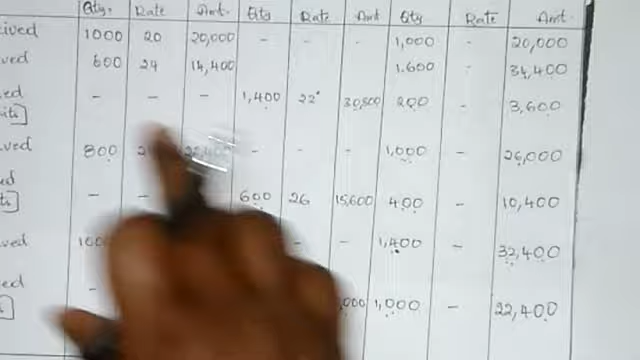 Qty. Rate Amt. Qty Rate Amt Qty Rate Amt.
ived 1000 20 20,000 - - - 1,000 - 20,000
ved 600 24 14,400 1.600 34,400
ed - - - 1,400 22* 30,800 200 - 3,600
its]
ved 800 - - - 1,000 - 26,000
ed
ts] - - 600 26 15,600 400 - 10,400
ved - - 1,400 - 32,400
ed
s] - 1,000 - 22,400